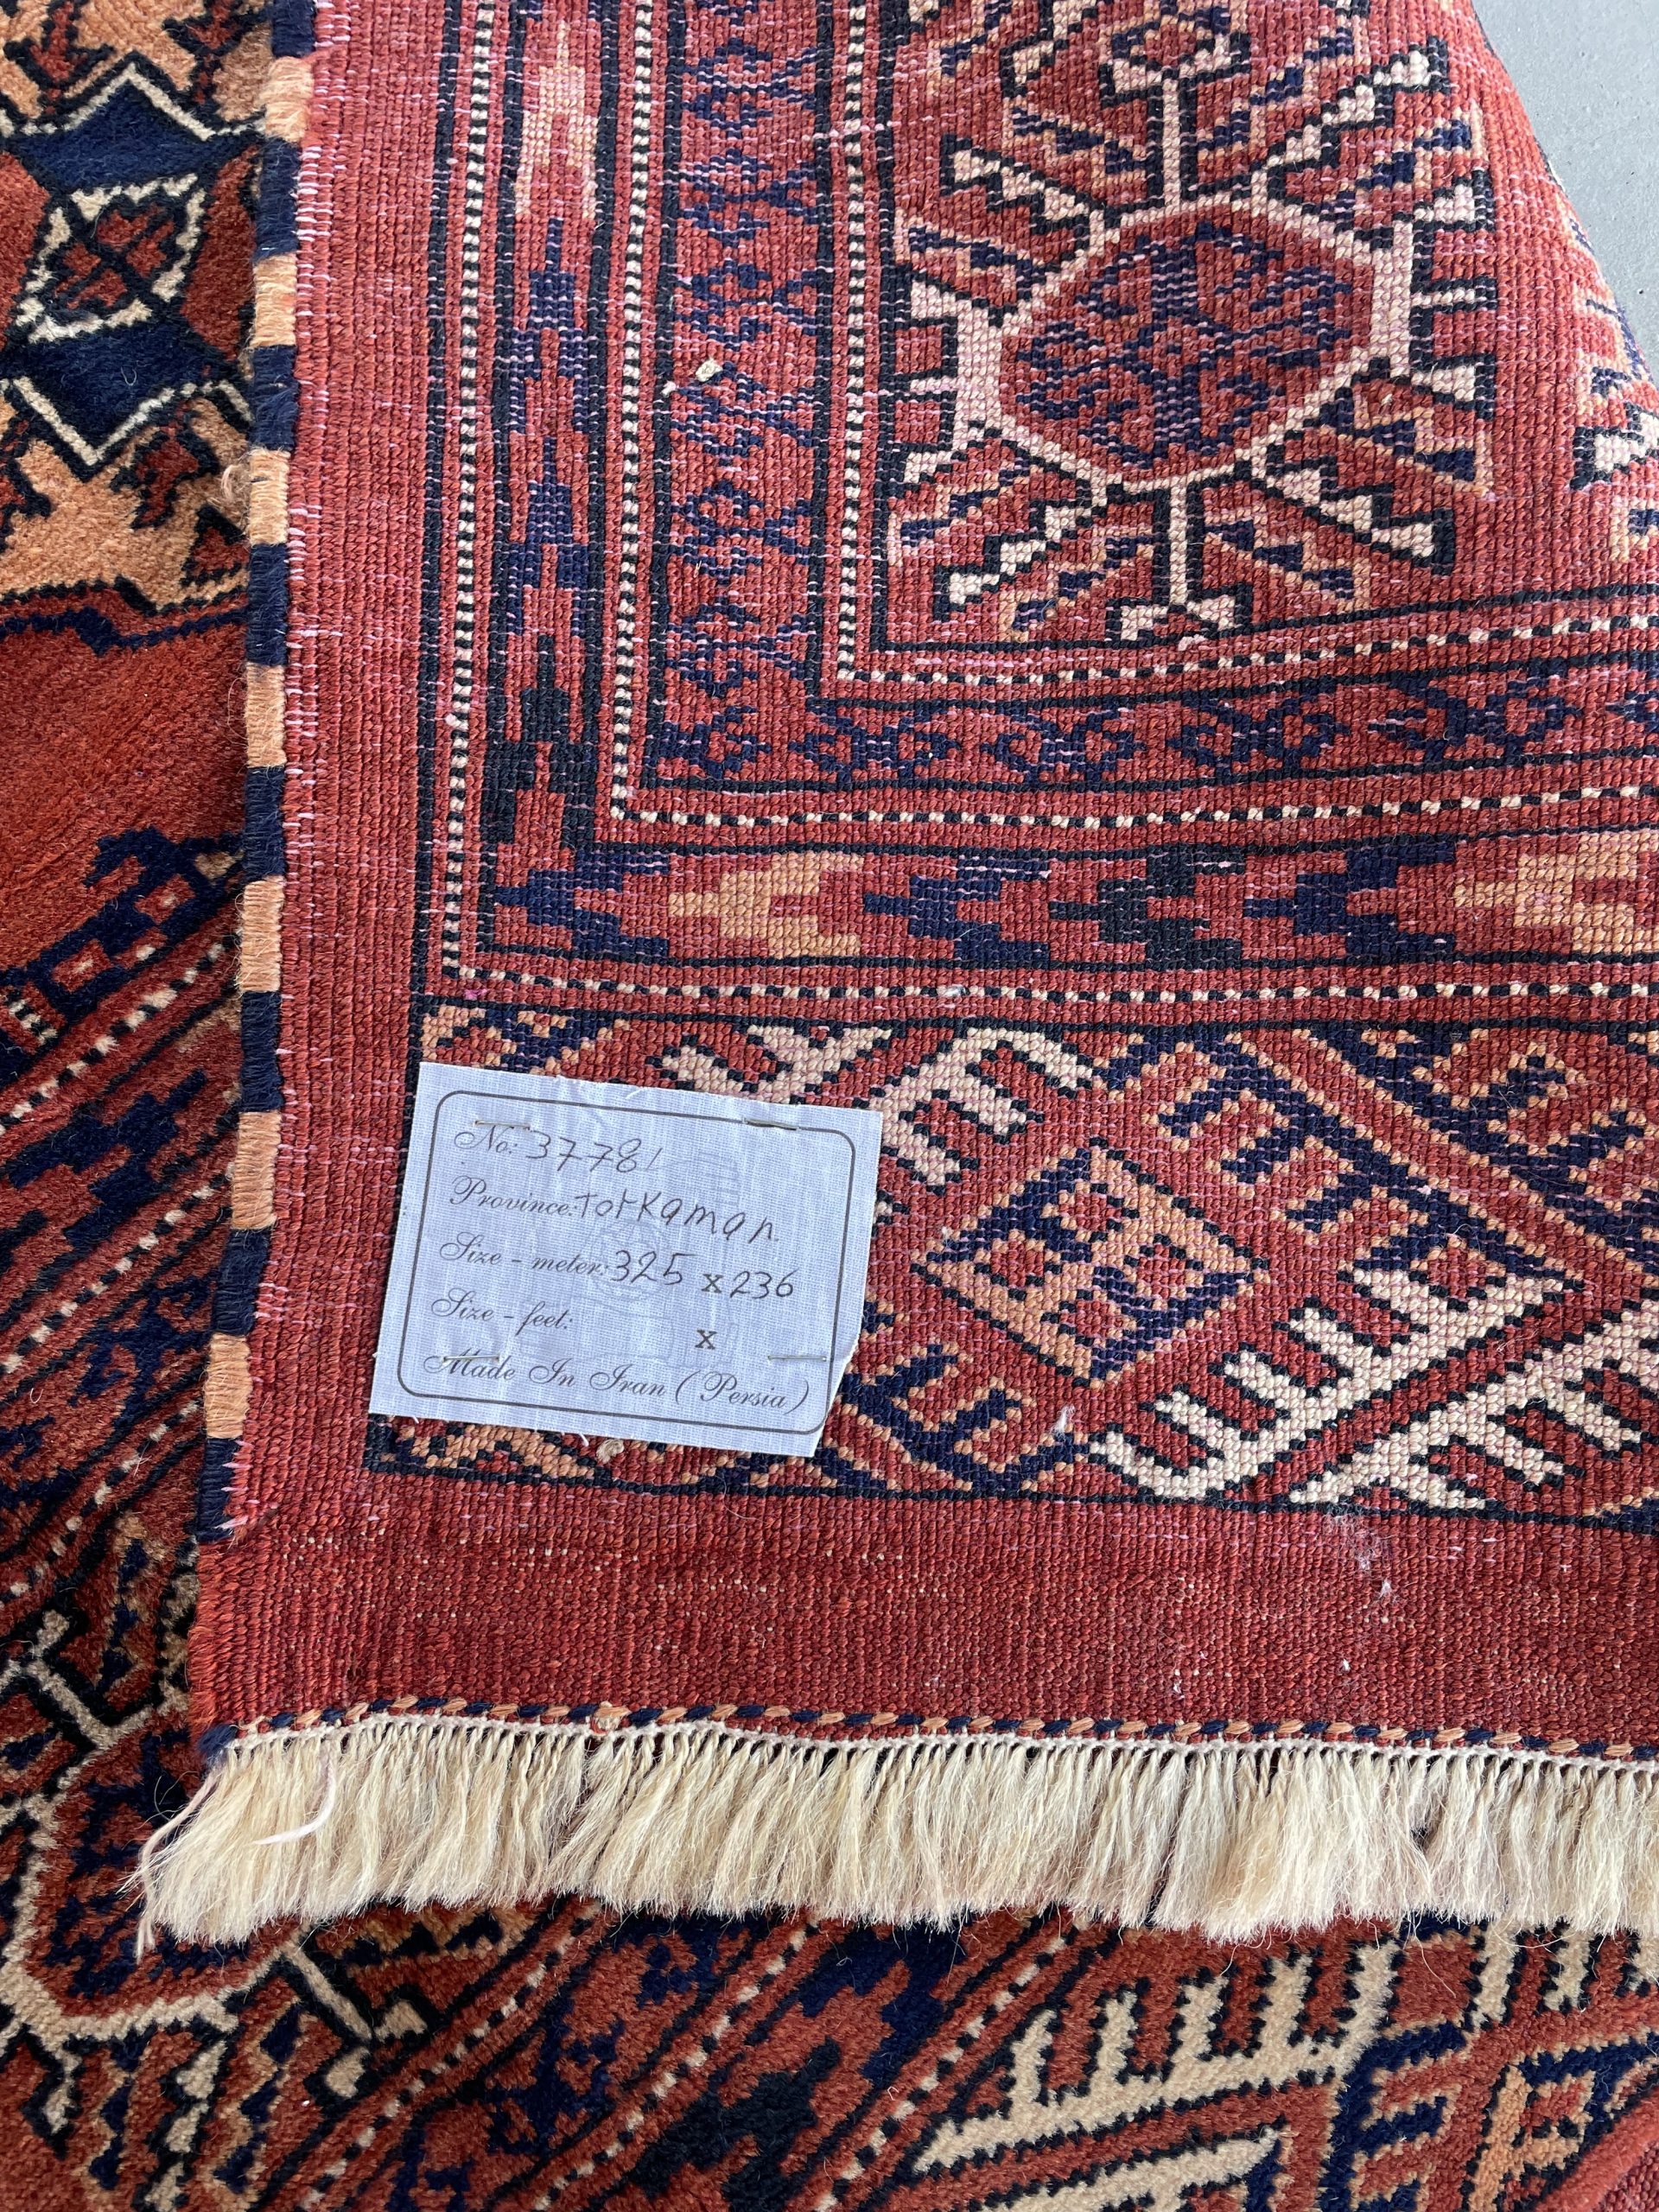 No: 37781
Province: Torkaman
Size - meter: 325 x 236
Size - feet: x
Made In Iran (Persia)